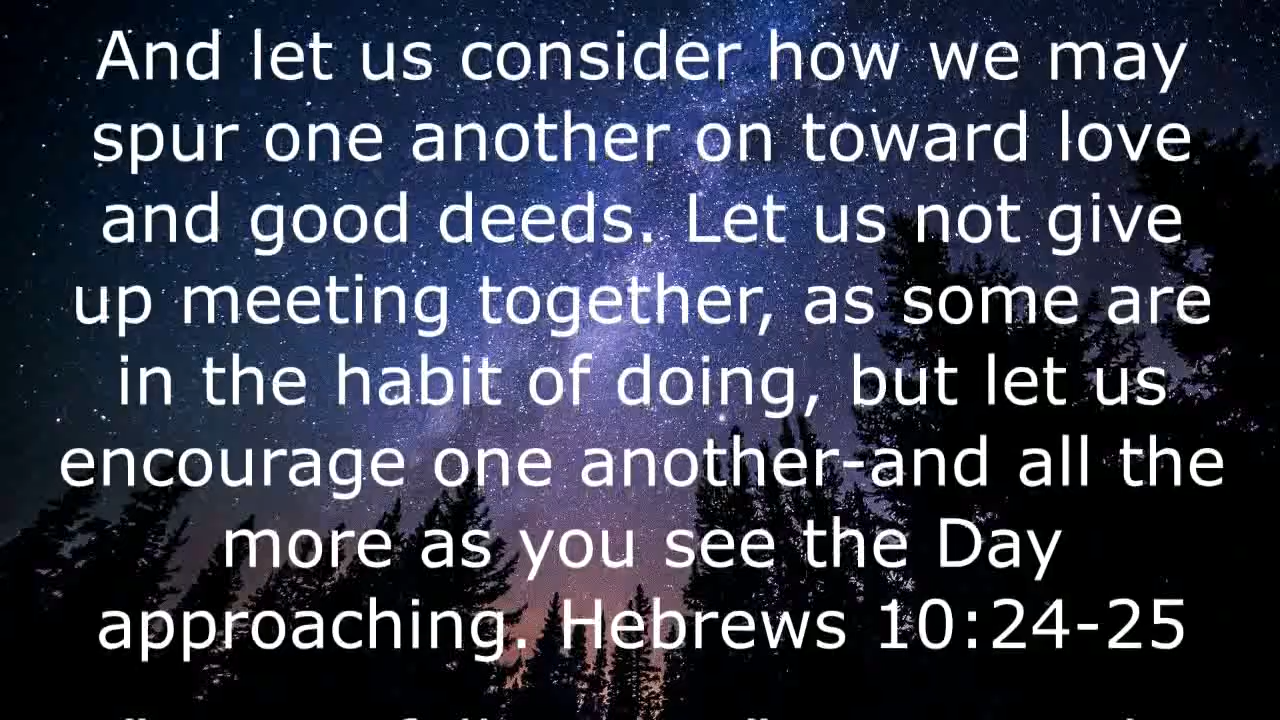 And let us consider how we may
spur one another on toward love
and good deeds. Let us not give
up meeting together, as some are
in the habit of doing, but let us
encourage one another-and all the
more as you see the Day
approaching. Hebrews 10:24-25